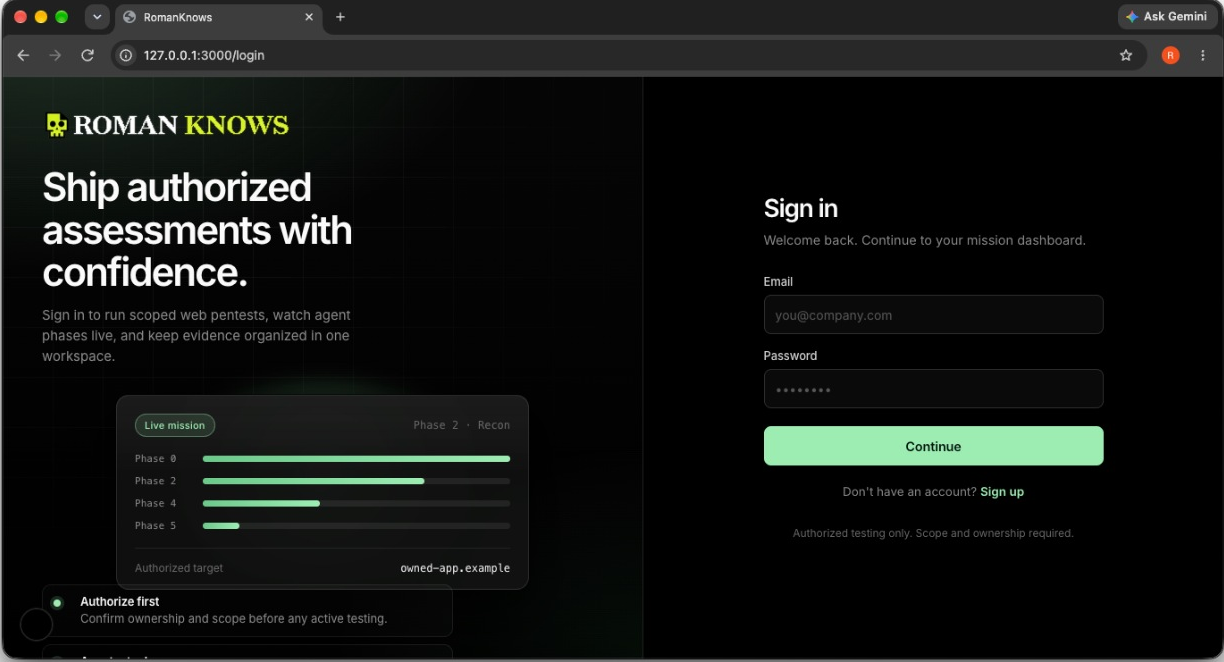 RomanKnows
Ask Gemini
127.0.0.1:3000/login
R
ROMAN KNOWS
Ship authorized
assessments with
confidence.
Sign in to run scoped web pentests, watch agent
phases live, and keep evidence organized in one
workspace.
Live mission
Phase 2 · Recon
Phase 0
Phase 2
Phase 4
Phase 5
Authorized target
owned-app.example
Authorize first
Confirm ownership and scope before any active testing.
Sign in
Welcome back. Continue to your mission dashboard.
Email
you@company.com
Password
Continue
Don't have an account? Sign up
Authorized testing only. Scope and ownership required.